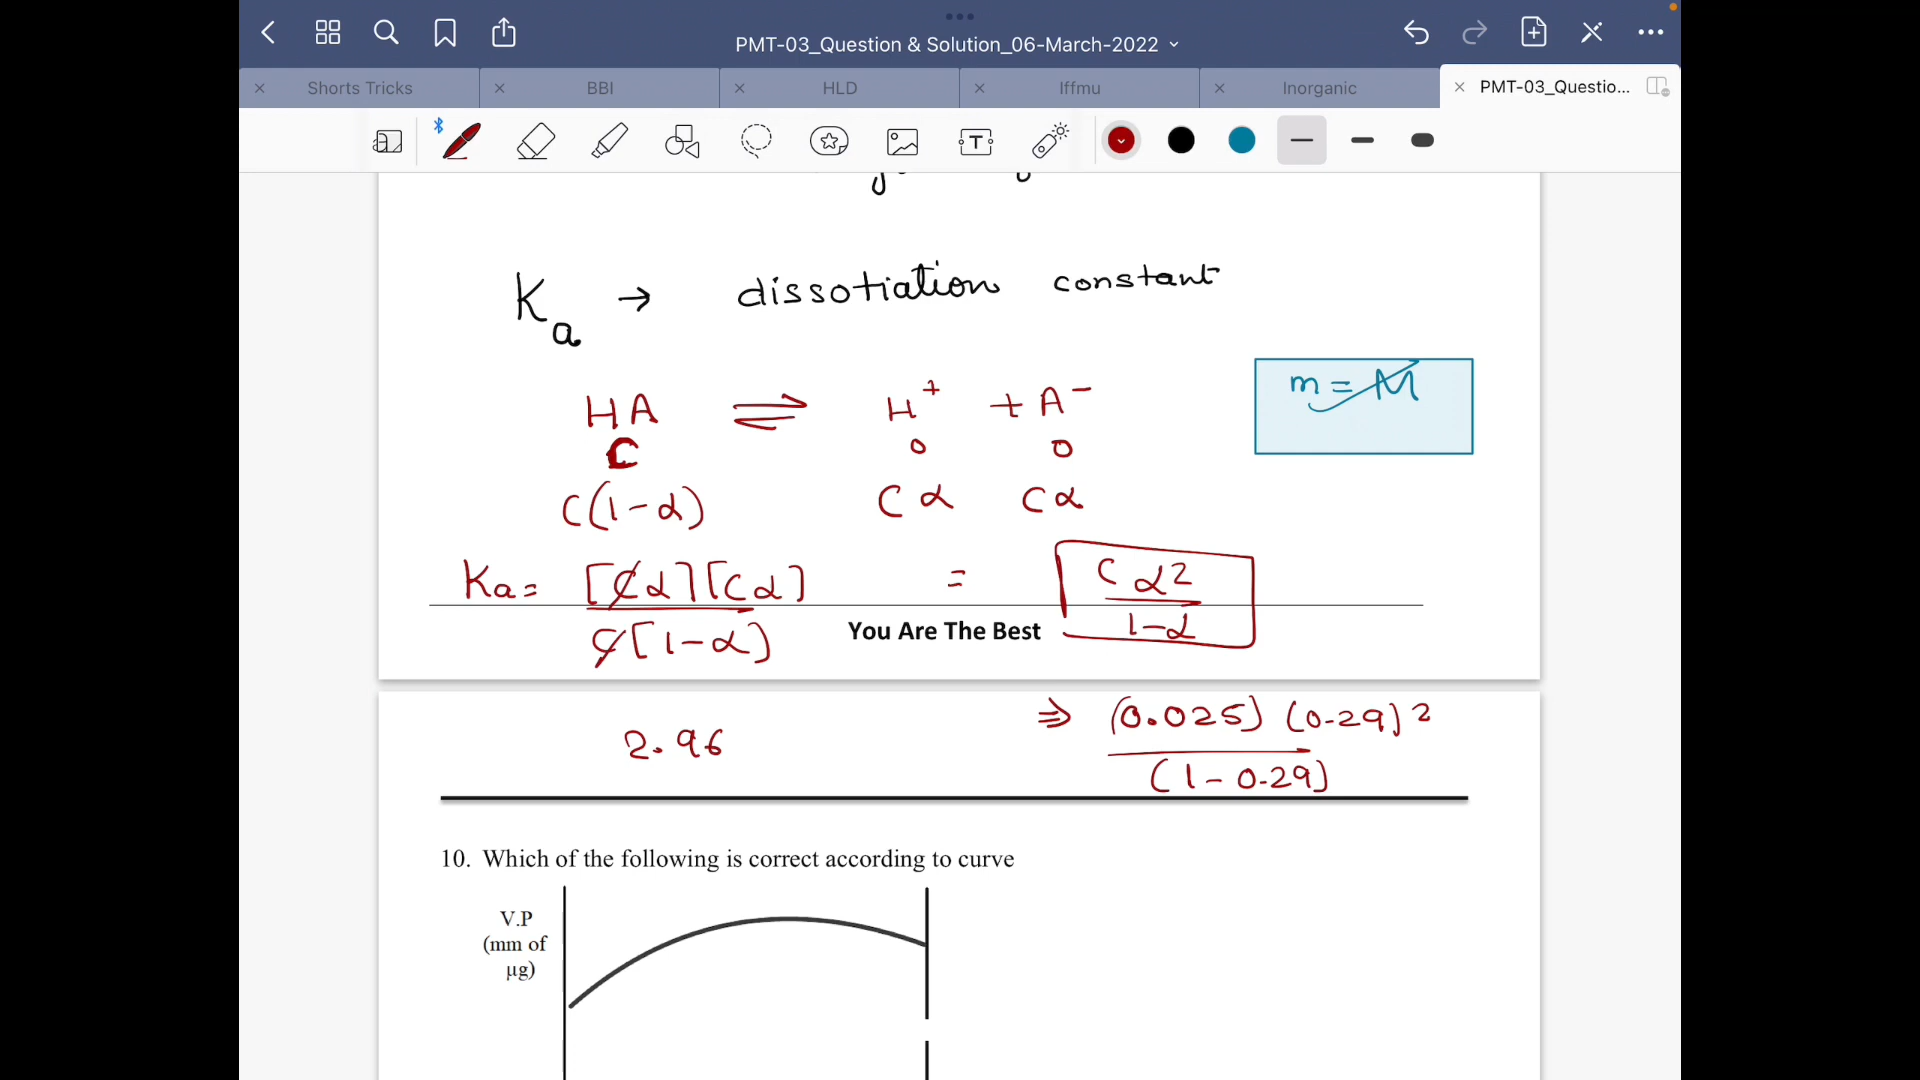 PMT-03_Question & Solution_06-March-2022
Shorts Tricks
BBI
HLD
Iffmu
Inorganic
PMT-03_Questio...
Ka → dissotiation constant
m = M
HA ⇌ H⁺ + A⁻
C 0 0
C(1-α) Cα Cα
Ka = [Cα][Cα] = Cα²
C[1-α] 1-α
You Are The Best
2.96 ⇒ (0.025) (0.29)²
(1-0.29)
10. Which of the following is correct according to curve
V.P
(mm of
µg)